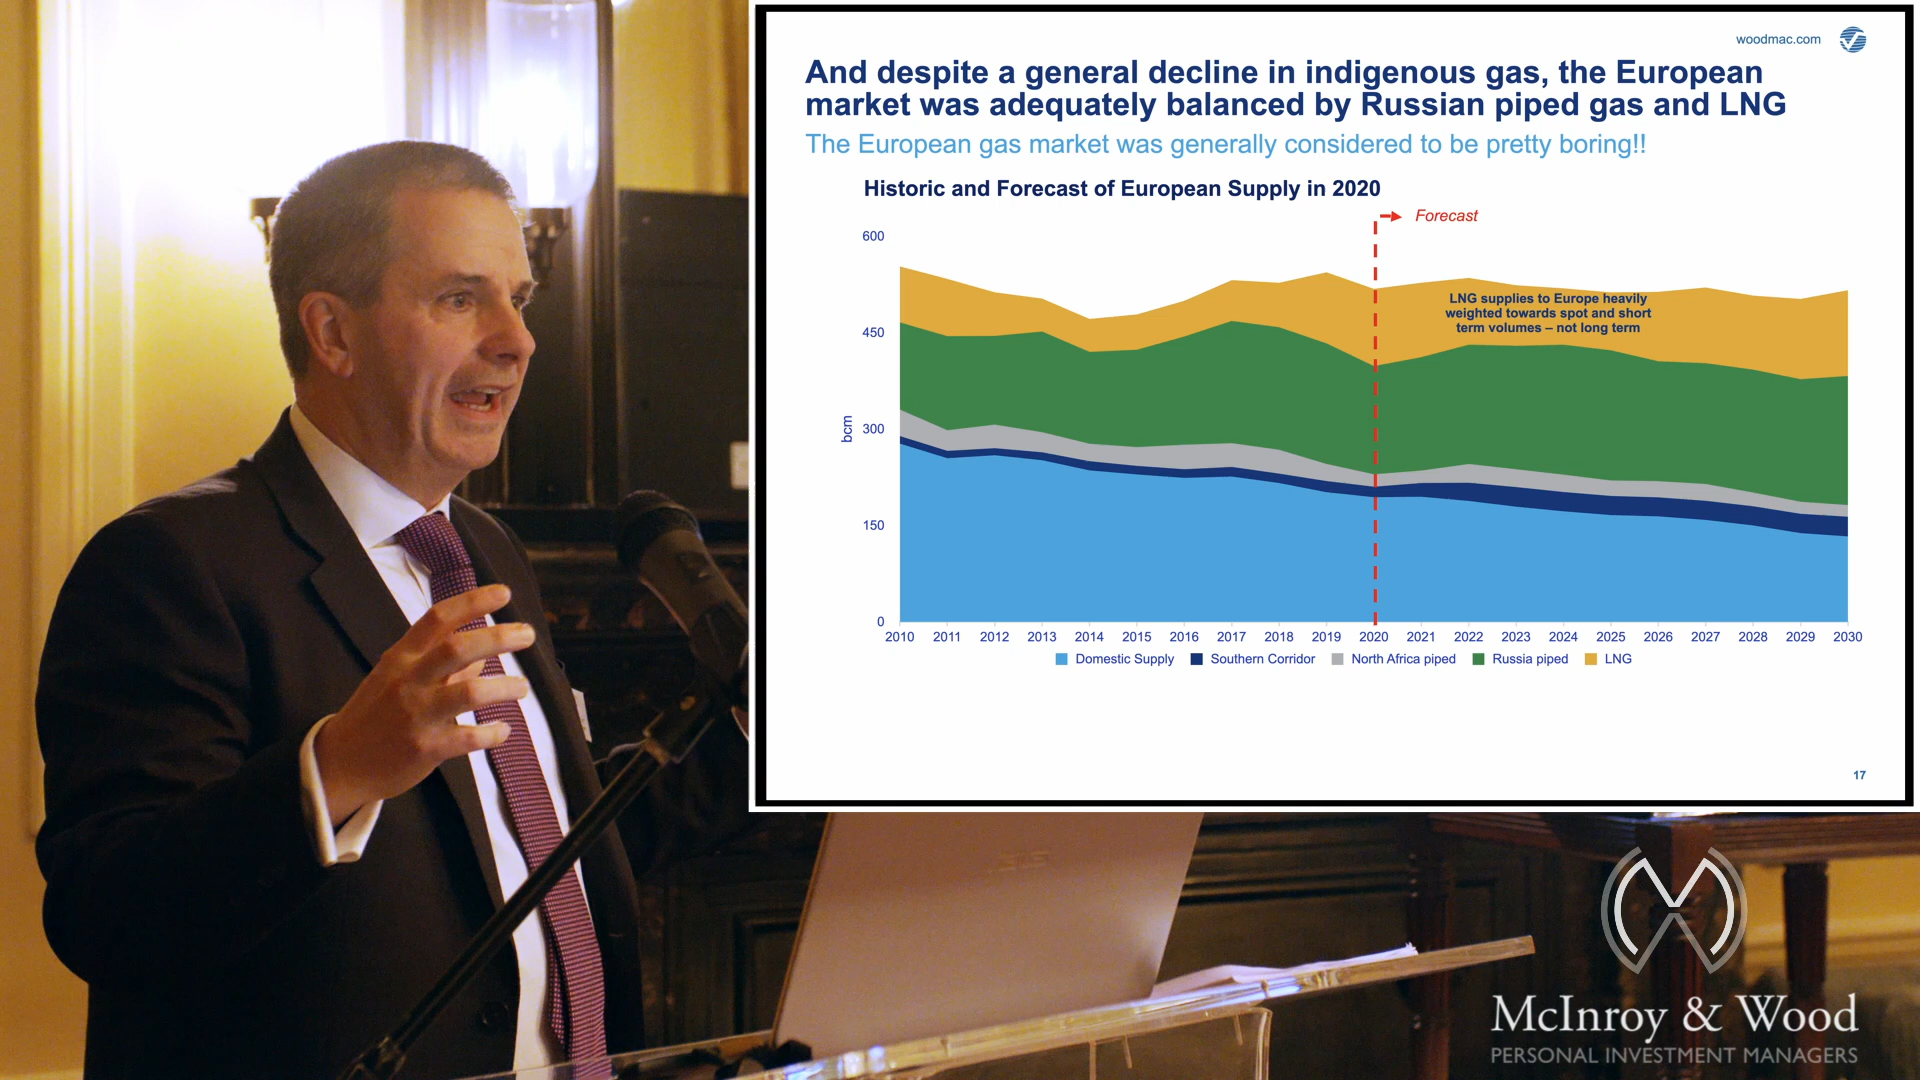 woodmac.com
And despite a general decline in indigenous gas, the European
market was adequately balanced by Russian piped gas and LNG
The European gas market was generally considered to be pretty boring!!
Historic and Forecast of European Supply in 2020
Forecast
600
450
300
150
0
bcm
LNG supplies to Europe heavily
weighted towards spot and short
term volumes – not long term
2010 2011 2012 2013 2014 2015 2016 2017 2018 2019 2020 2021 2022 2023 2024 2025 2026 2027 2028 2029 2030
Domestic Supply Southern Corridor North Africa piped Russia piped LNG
17
McInroy & Wood
PERSONAL INVESTMENT MANAGERS